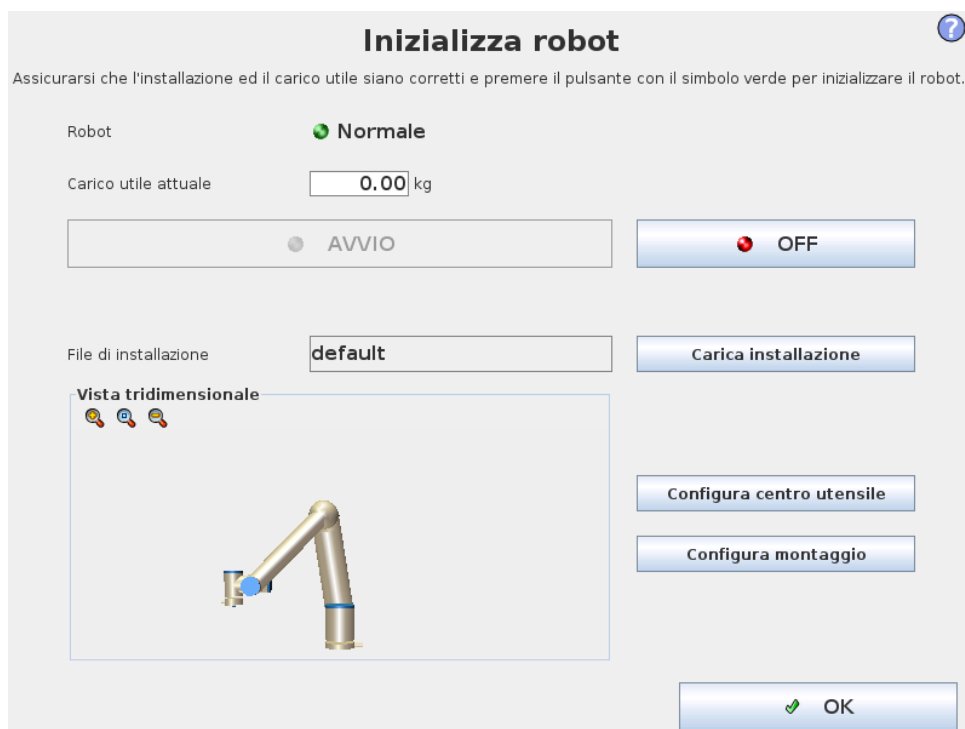 Inizializza robot
?
Assicurarsi che l'installazione ed il carico utile siano corretti e premere il pulsante con il simbolo verde per inizializzare il robot.
Robot
Normale
Carico utile attuale
0.00 kg
AVVIO
OFF
File di installazione
default
Carica installazione
Vista tridimensionale
Configura centro utensile
Configura montaggio
OK